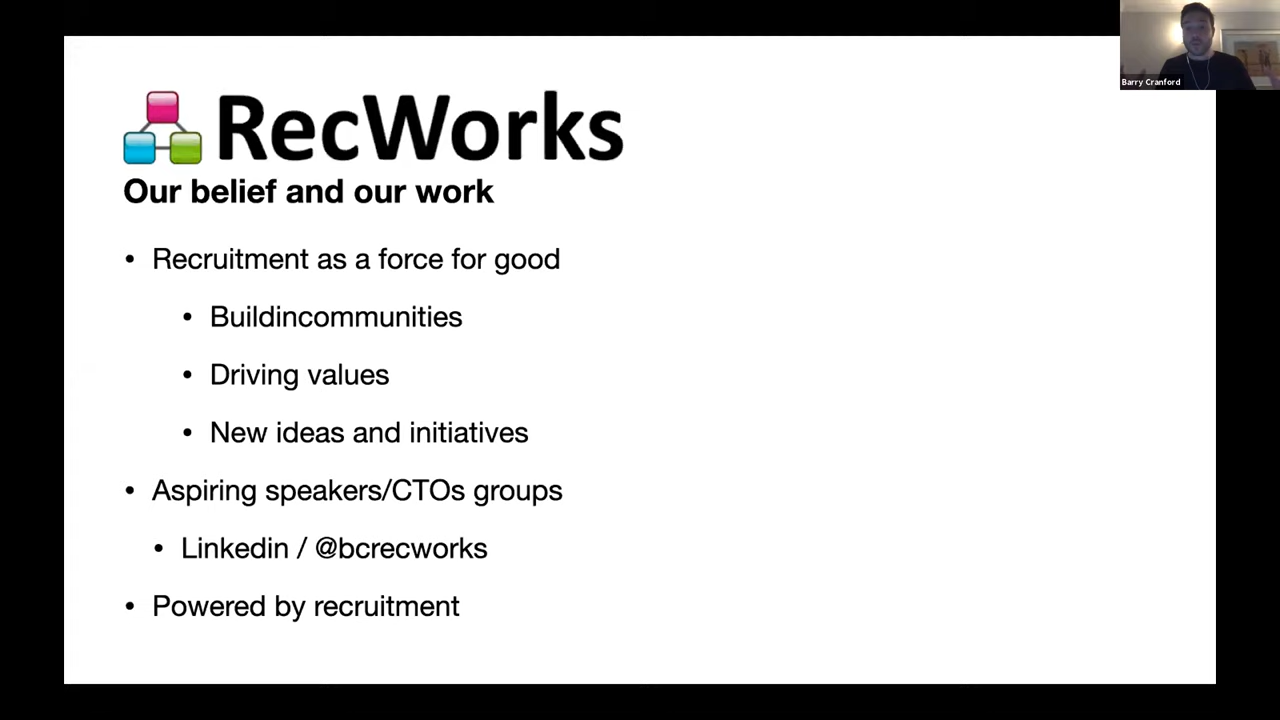 RecWorks
Our belief and our work
• Recruitment as a force for good
• Buildincommunities
• Driving values
• New ideas and initiatives
• Aspiring speakers/CTOs groups
• Linkedin / @bcrecworks
• Powered by recruitment
Barry Cranford